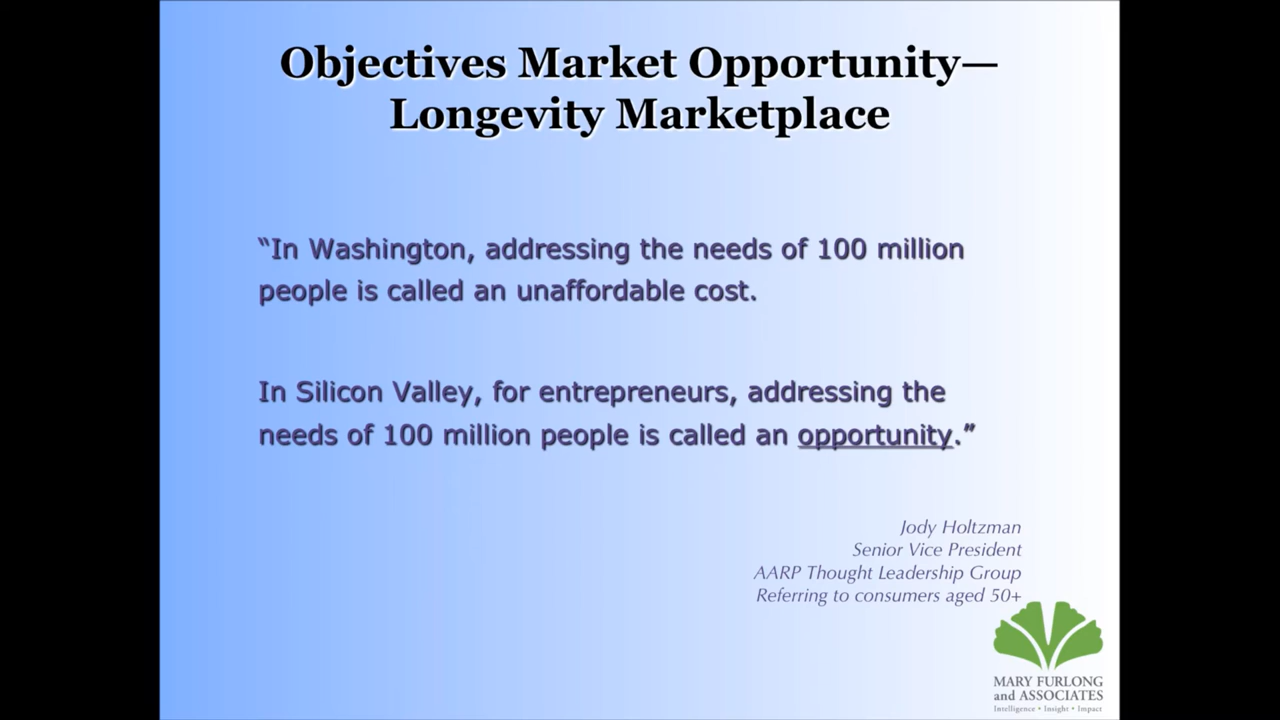 Objectives Market Opportunity—
Longevity Marketplace
“In Washington, addressing the needs of 100 million
people is called an unaffordable cost.
In Silicon Valley, for entrepreneurs, addressing the
needs of 100 million people is called an opportunity.”
Jody Holtzman
Senior Vice President
AARP Thought Leadership Group
Referring to consumers aged 50+
MARY FURLONG
and ASSOCIATES
Intelligence • Insight • Impact